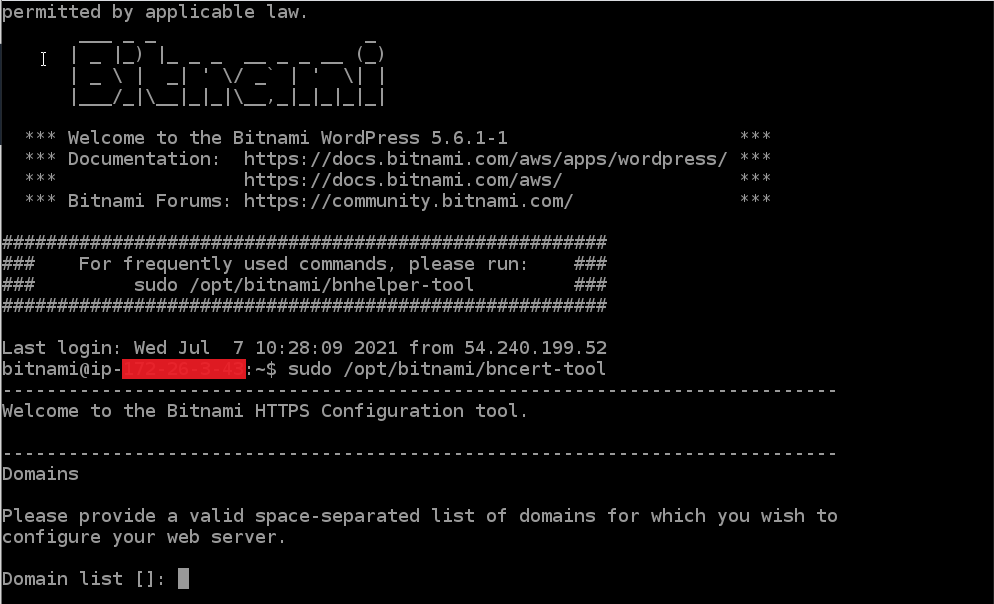 permitted by applicable law.
Bitnami
*** Welcome to the Bitnami WordPress 5.6.1-1 ***
*** Documentation: https://docs.bitnami.com/aws/apps/wordpress/ ***
*** https://docs.bitnami.com/aws/ ***
*** Bitnami Forums: https://community.bitnami.com/ ***
#######################################################
### For frequently used commands, please run: ###
### sudo /opt/bitnami/bnhelper-tool ###
#######################################################
Last login: Wed Jul 7 10:28:09 2021 from 54.240.199.52
bitnami@ip-:~$ sudo /opt/bitnami/bncert-tool
----------------------------------------------------------------------------
Welcome to the Bitnami HTTPS Configuration tool.
----------------------------------------------------------------------------
Domains
Please provide a valid space-separated list of domains for which you wish to
configure your web server.
Domain list []: